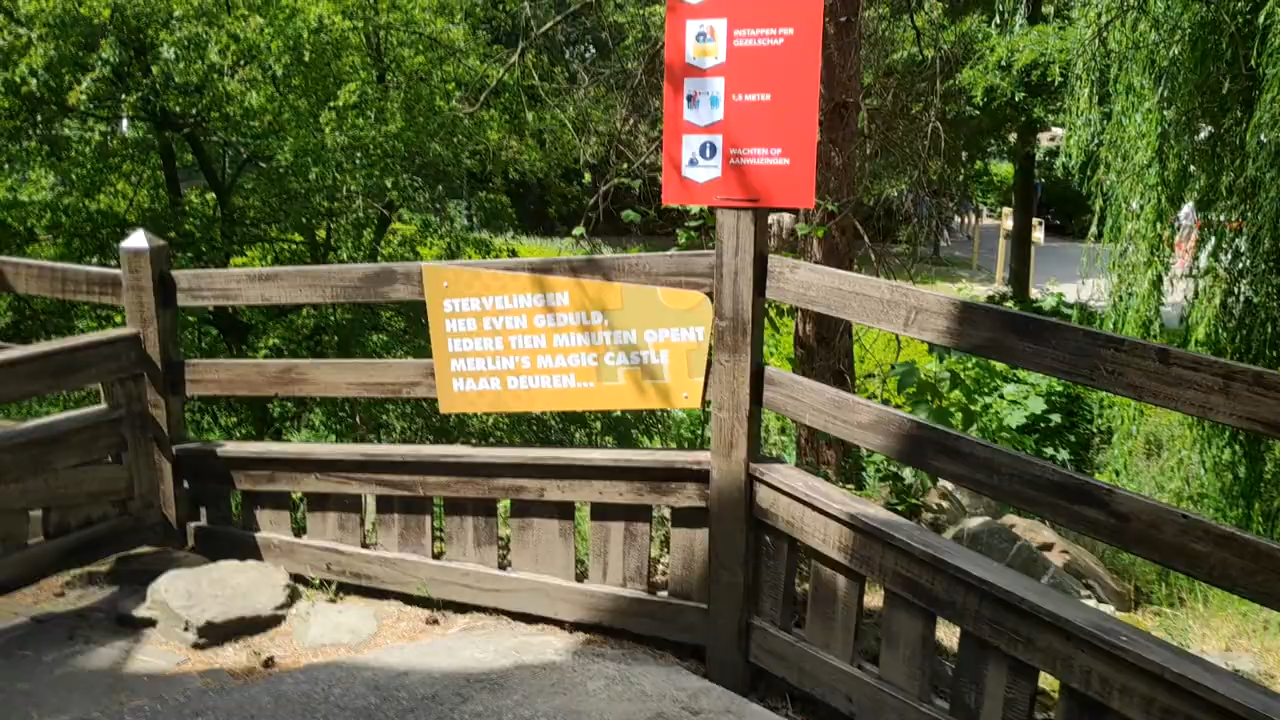 INSTAPPEN PER
GEZELSCHAP
1,5 METER
WACHTEN OP
AANWIJZINGEN
STERVELINGEN
HEB EVEN GEDULD,
IEDERE TIEN MINUTEN OPENT
MERLIN'S MAGIC CASTLE
HAAR DEUREN...